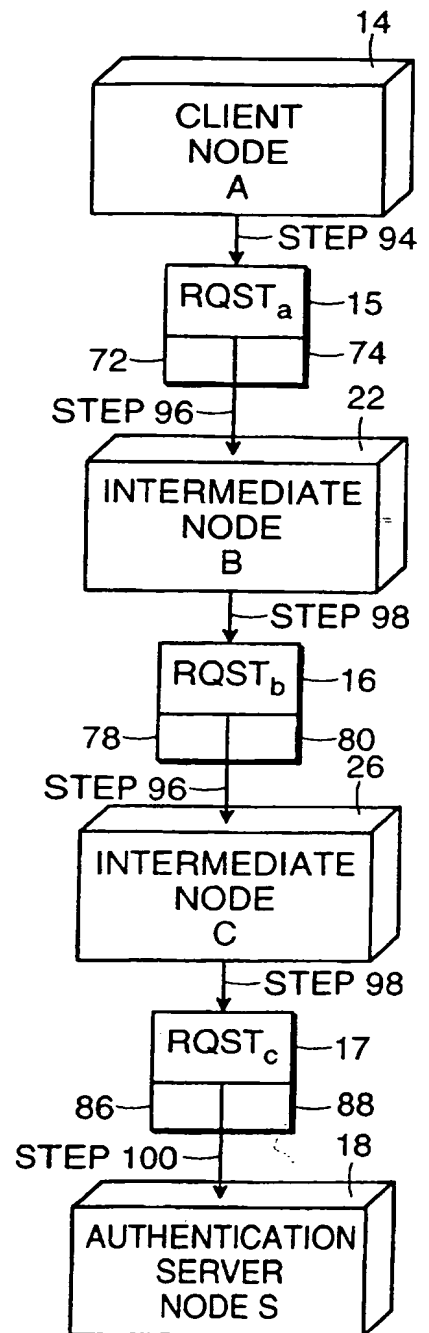 14
CLIENT
NODE
A
STEP 94
RQSTa
15
72
74
STEP 96
22
INTERMEDIATE
NODE
B
STEP 98
RQSTb
16
78
80
STEP 96
26
INTERMEDIATE
NODE
C
STEP 98
RQSTc
17
86
88
STEP 100
18
AUTHENTICATION
SERVER
NODE S